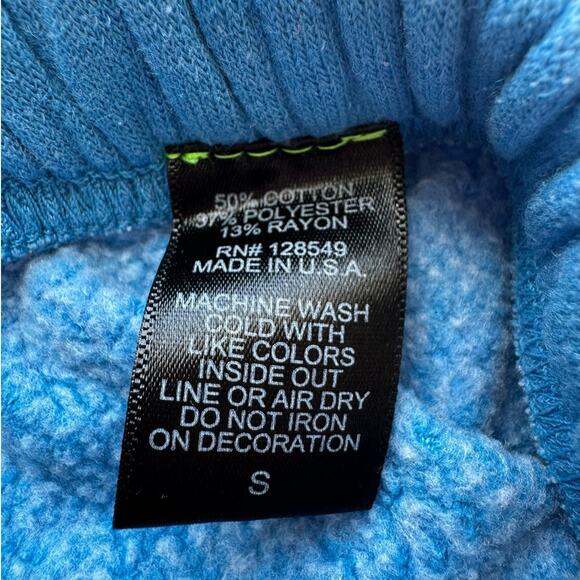 50% COTTON
37% POLYESTER
13% RAYON
RN# 128549
MADE IN U.S.A.
MACHINE WASH
COLD WITH
LIKE COLORS
INSIDE OUT
LINE OR AIR DRY
DO NOT IRON
ON DECORATION
S